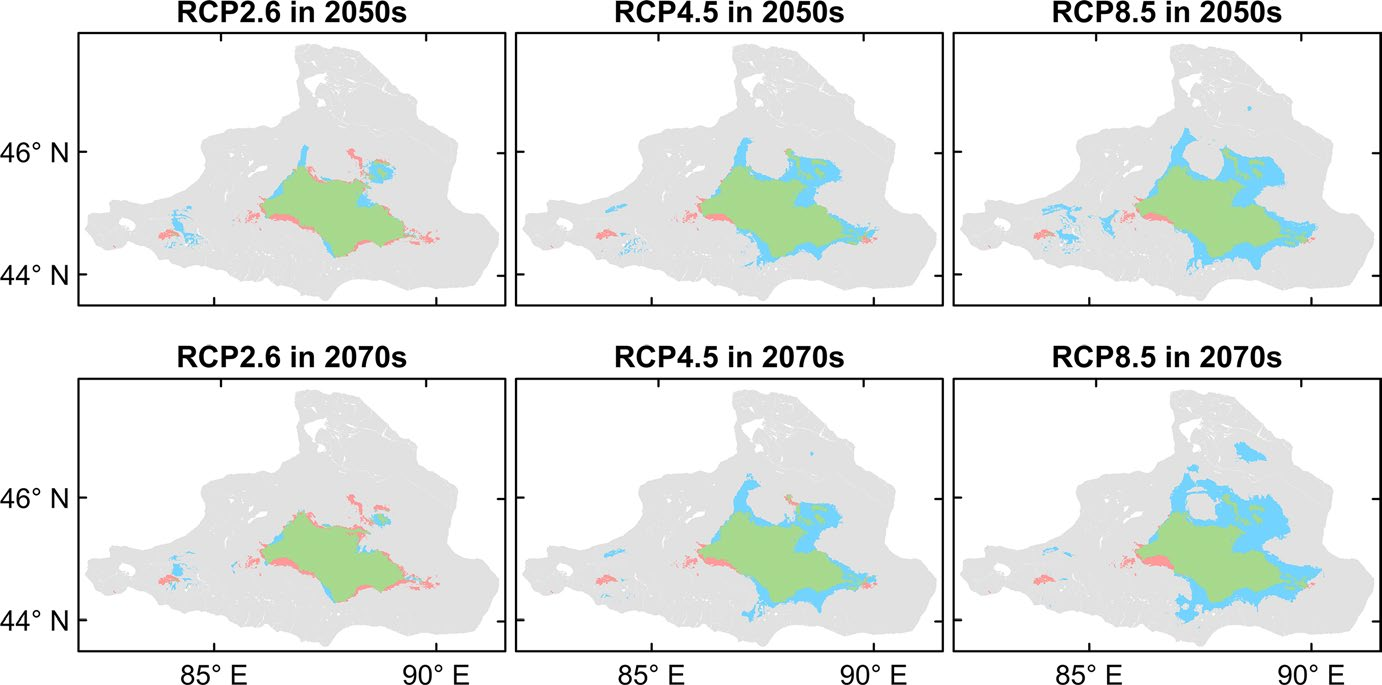 RCP2.6 in 2050s
RCP4.5 in 2050s
RCP8.5 in 2050s
46° N
44° N
RCP2.6 in 2070s
RCP4.5 in 2070s
RCP8.5 in 2070s
46° N
44° N
85° E
90° E
85° E
90° E
85° E
90° E